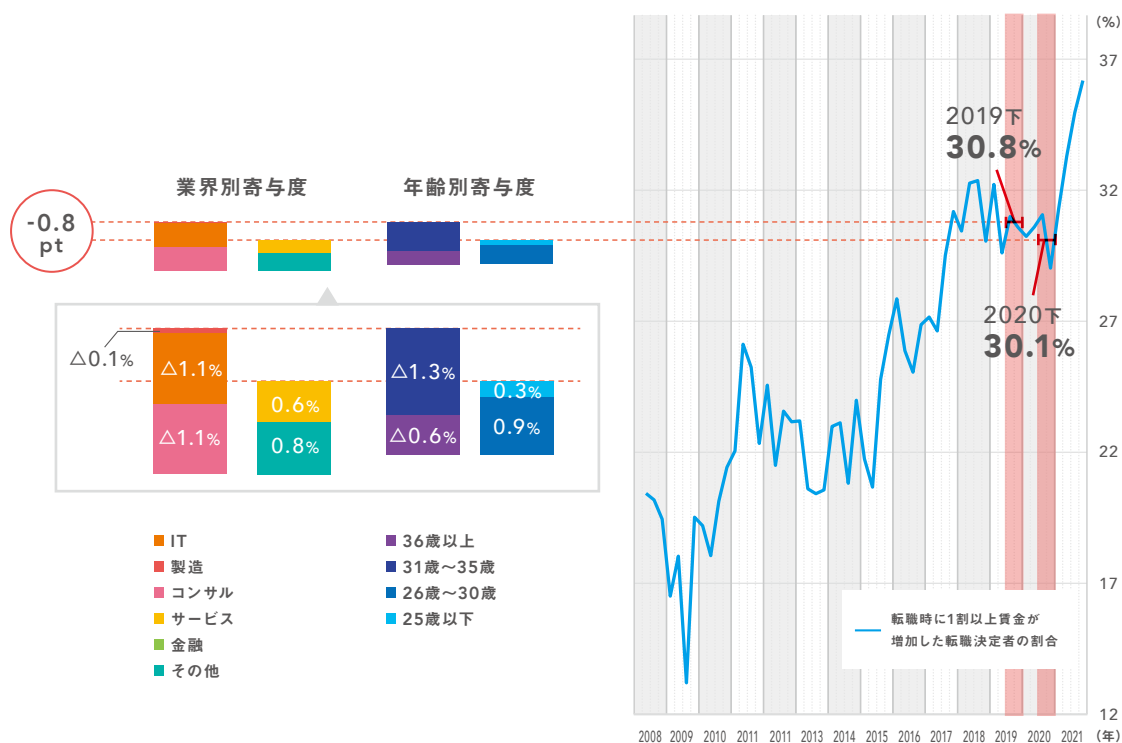 -0.8
pt
業界別寄与度
年齢別寄与度
△0.1%
△1.1%
△1.1%
0.6%
0.8%
△1.3%
△0.6%
0.3%
0.9%
IT
製造
コンサル
サービス
金融
その他
36歳以上
31歳〜35歳
26歳〜30歳
25歳以下
(%)
37
32
27
22
17
12
(年)
2019下
30.8%
2020下
30.1%
転職時に1割以上賃金が
増加した転職決定者の割合
2008 2009 2010 2011 2012 2013 2014 2015 2016 2017 2018 2019 2020 2021